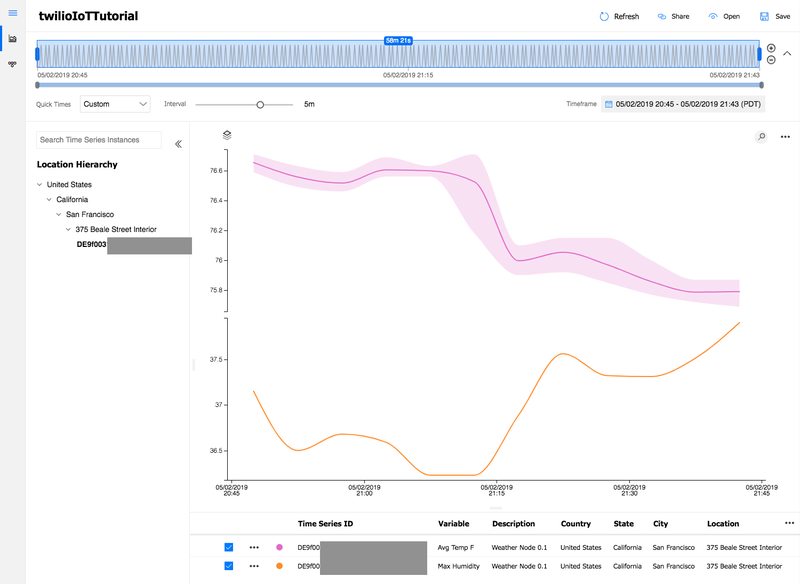 twilioIoTTutorial
Refresh
Share
Open
Save
58m 21s
05/02/2019 20:45
05/02/2019 21:15
05/02/2019 21:43
Quick Times
Custom
Interval
5m
Timeframe
05/02/2019 20:45 - 05/02/2019 21:43 (PDT)
Search Time Series Instances
Location Hierarchy
United States
California
San Francisco
375 Beale Street Interior
DE9f003
76.6
76.4
76.2
76
75.8
37.5
37
36.5
05/02/2019 05/02/2019 05/02/2019 05/02/2019 05/02/2019
20:45 21:00 21:15 21:30 21:45
Time Series ID Variable Description Country State City Location
DE9f00 Avg Temp F Weather Node 0.1 United States California San Francisco 375 Beale Street Interior
DE9f00 Max Humidity Weather Node 0.1 United States California San Francisco 375 Beale Street Interior